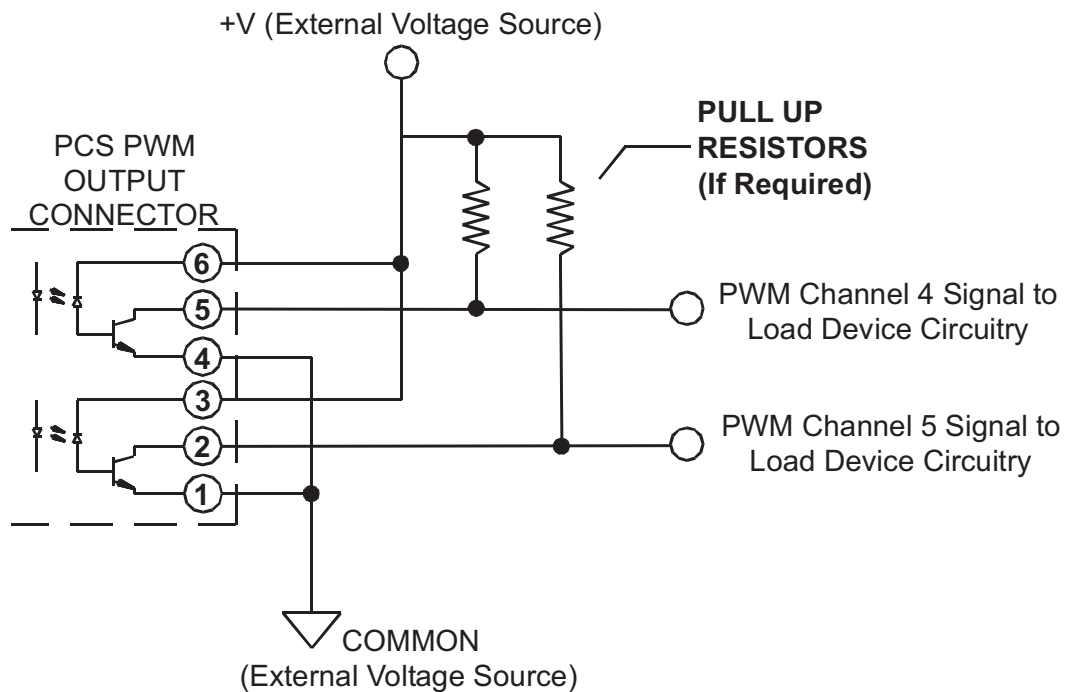 +V (External Voltage Source)
PULL UP
RESISTORS
(If Required)
PCS PWM
OUTPUT
CONNECTOR
6
5
4
3
2
1
PWM Channel 4 Signal to
Load Device Circuitry
PWM Channel 5 Signal to
Load Device Circuitry
COMMON
(External Voltage Source)